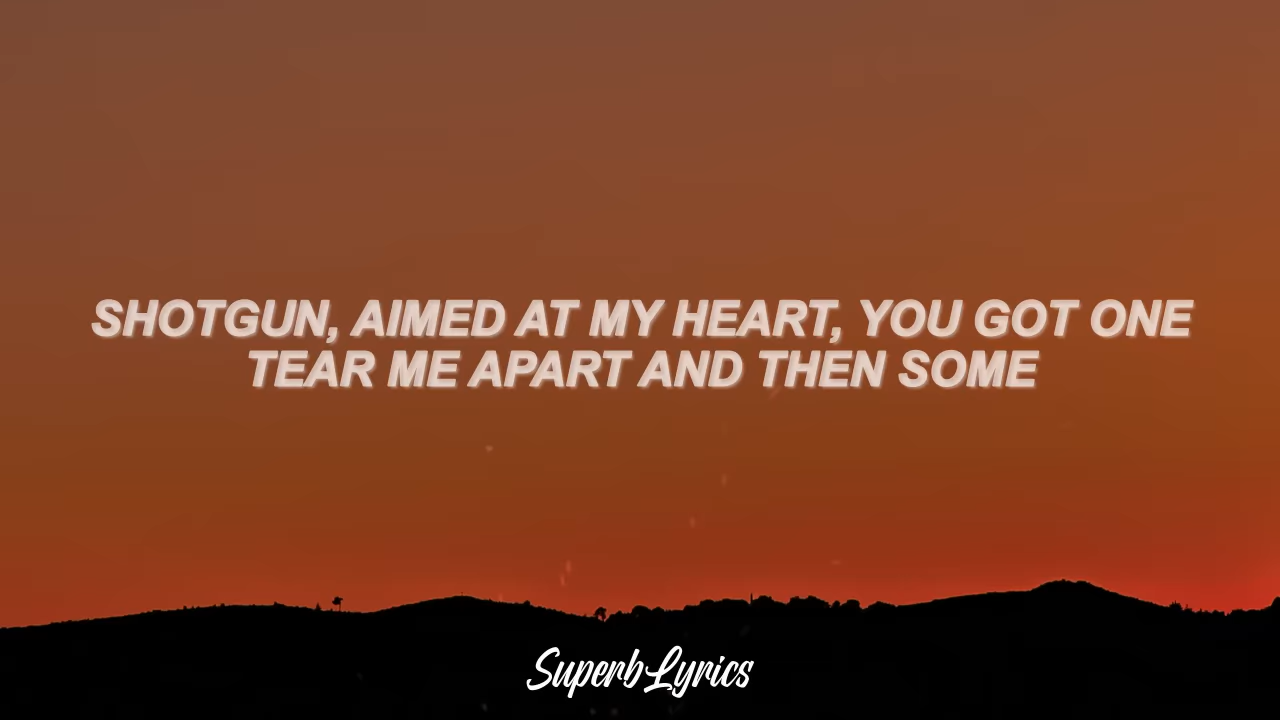 SHOTGUN, AIMED AT MY HEART, YOU GOT ONE
TEAR ME APART AND THEN SOME
SuperbLyrics